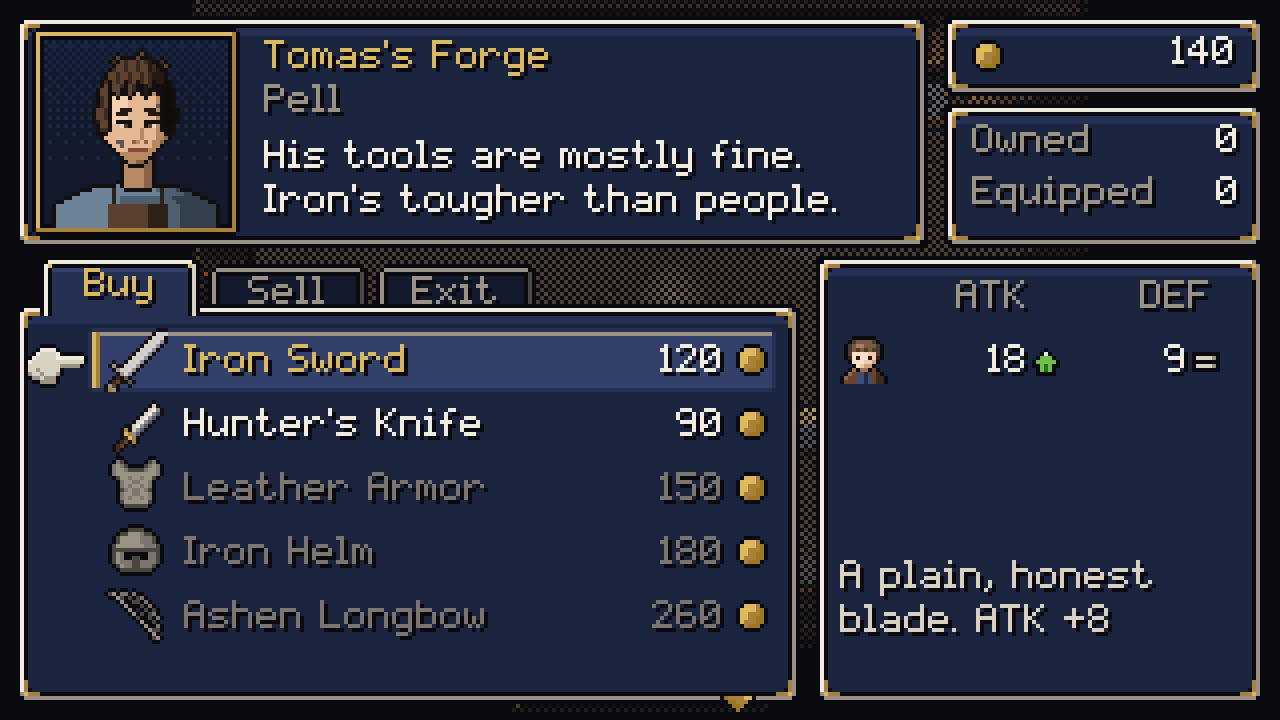 Tomas's Forge
Pell
His tools are mostly fine.
Iron's tougher than people.
140
Owned 0
Equipped 0
Buy Sell Exit
Iron Sword 120
Hunter's Knife 90
Leather Armor 150
Iron Helm 180
Ashen Longbow 260
ATK DEF
18 9 =
A plain, honest
blade. ATK +8